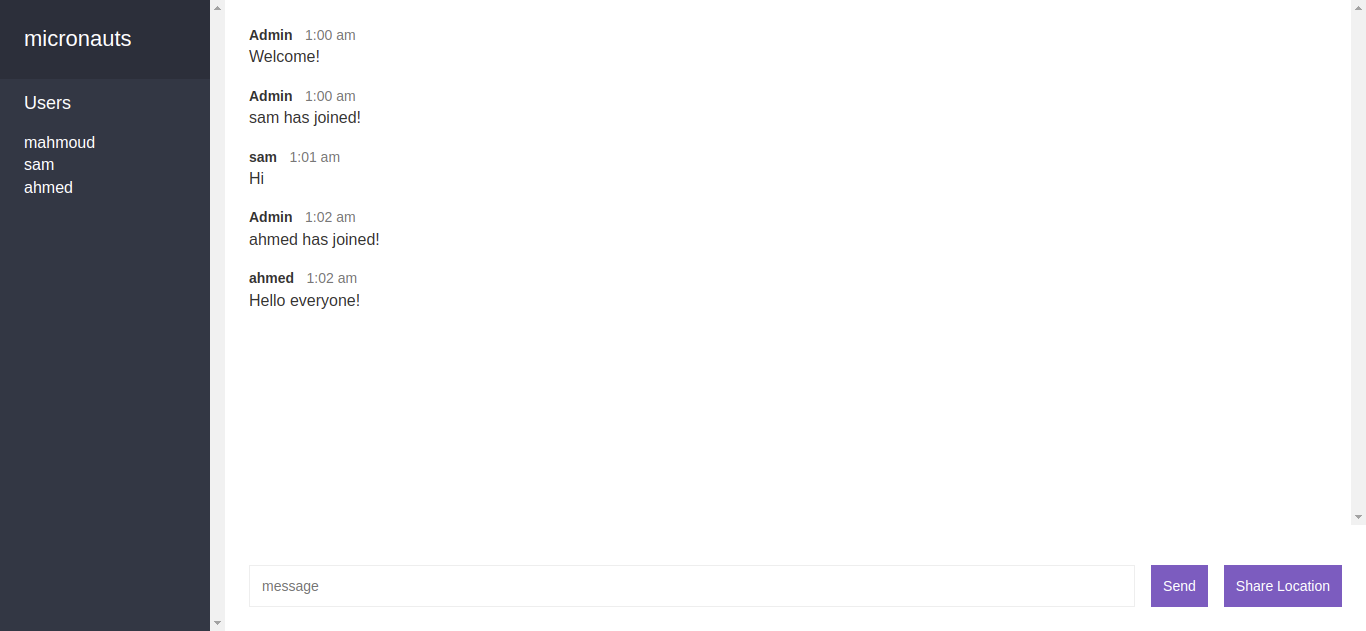 micronauts
Users
mahmoud
sam
ahmed
Admin 1:00 am
Welcome!
Admin 1:00 am
sam has joined!
sam 1:01 am
Hi
Admin 1:02 am
ahmed has joined!
ahmed 1:02 am
Hello everyone!
message Send Share Location